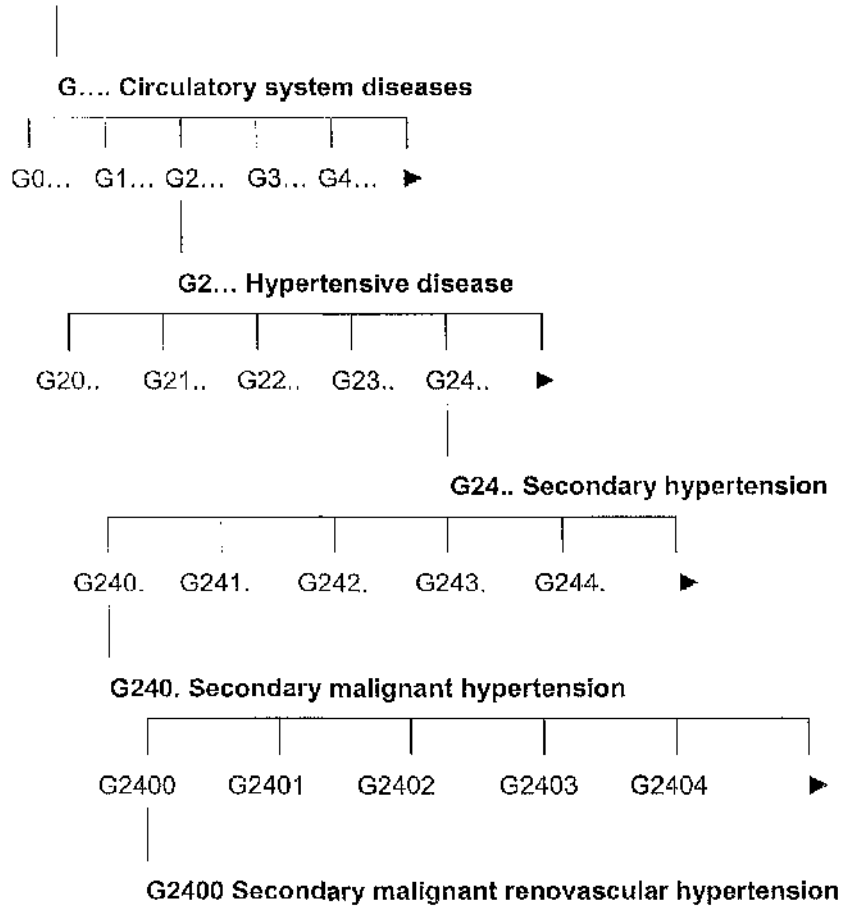 G.... Circulatory system diseases
G0... G1... G2... G3... G4...
G2... Hypertensive disease
G20.. G21.. G22.. G23.. G24..
G24.. Secondary hypertension
G240. G241. G242. G243. G244.
G240. Secondary malignant hypertension
G2400 G2401 G2402 G2403 G2404
G2400 Secondary malignant renovascular hypertension